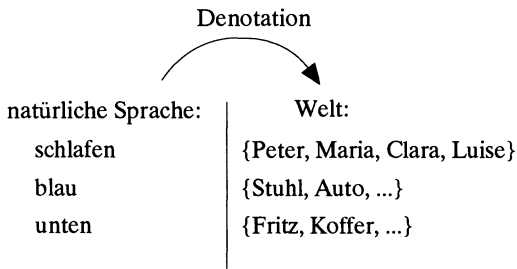 Denotation
natürliche Sprache: Welt:
schlafen {Peter, Maria, Clara, Luise}
blau {Stuhl, Auto, ...}
unten {Fritz, Koffer, ...}